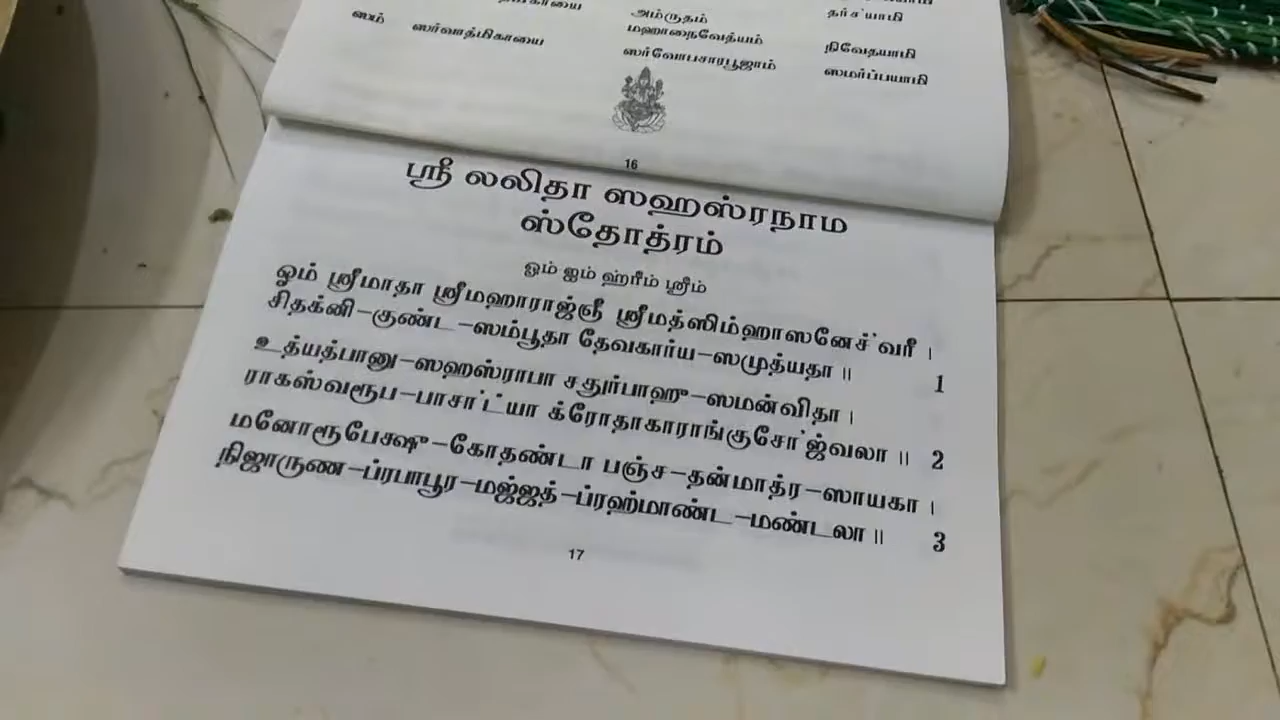 அம்ருதம் தர்சயாமி
ஸம் ஸர்வாத்மிகாயை மஹாநைவேத்யம் நிவேதயாமி
ஸர்வோபசாரபூஜாம் ஸமர்ப்பயாமி
16
ஸ்ரீ லலிதா ஸஹஸ்ரநாம
ஸ்தோத்ரம்
ஓம் ஐம் ஹ்ரீம் ஸ்ரீம்
ஓம் ஸ்ரீமாதா ஸ்ரீமஹாராஜ்ஞீ ஸ்ரீமத்ஸிம்ஹாஸனேச்'வரீ |
சிதக்னி-குண்ட-ஸம்பூதா தேவகார்ய-ஸமுத்யதா || 1
உத்யத்பானு-ஸஹஸ்ராபா சதுர்பாஹு-ஸமன்விதா |
ராகஸ்வரூப-பாசா'ட்யா க்ரோதாகாராங்குசோ'ஜ்வலா || 2
மனோரூபேக்ஷு-கோதண்டா பஞ்ச-தன்மாத்ர-ஸாயகா |
நிஜாருண-ப்ரபாபூர-மஜ்ஜத்-ப்ரஹ்மாண்ட-மண்டலா || 3
17